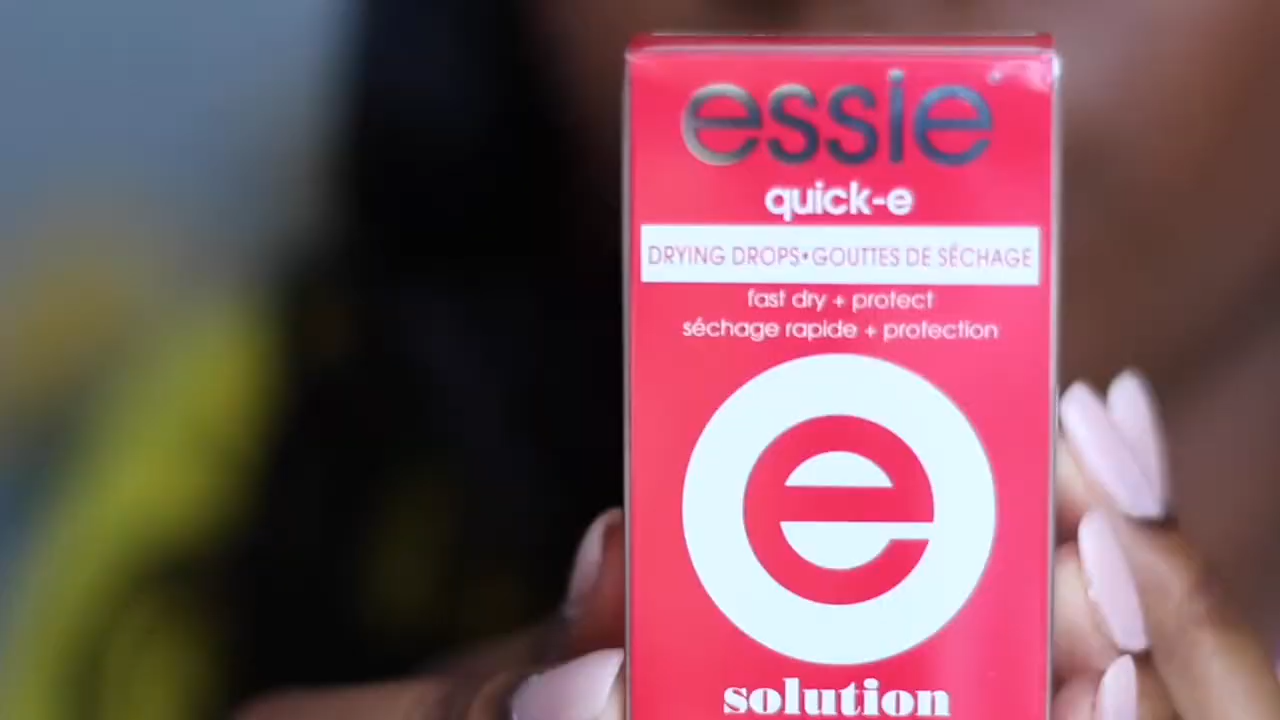 essie
quick-e
DRYING DROPS•GOUTTES DE SÉCHAGE
fast dry + protect
séchage rapide + protection
e
solution